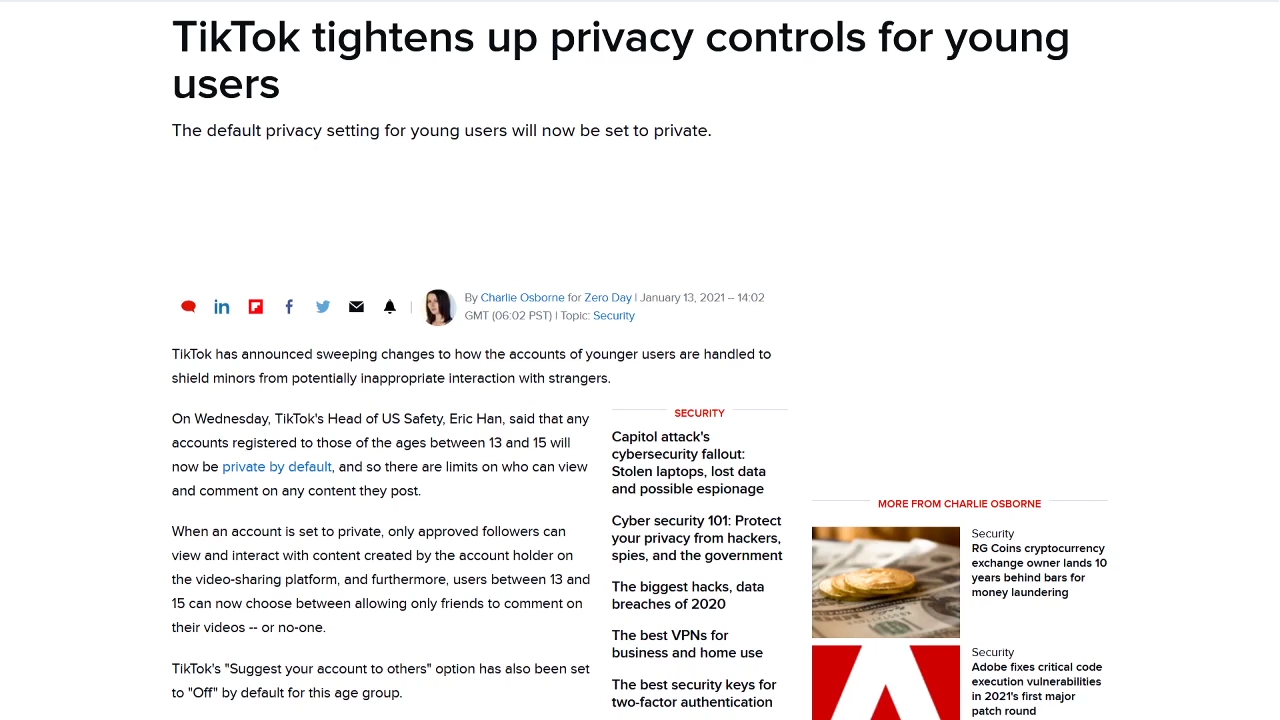 TikTok tightens up privacy controls for young
users
The default privacy setting for young users will now be set to private.
By Charlie Osborne for Zero Day | January 13, 2021 -- 14:02
GMT (06:02 PST) | Topic: Security
TikTok has announced sweeping changes to how the accounts of younger users are handled to
shield minors from potentially inappropriate interaction with strangers.
On Wednesday, TikTok's Head of US Safety, Eric Han, said that any
accounts registered to those of the ages between 13 and 15 will
now be private by default, and so there are limits on who can view
and comment on any content they post.
When an account is set to private, only approved followers can
view and interact with content created by the account holder on
the video-sharing platform, and furthermore, users between 13 and
15 can now choose between allowing only friends to comment on
their videos -- or no-one.
TikTok's "Suggest your account to others" option has also been set
to "Off" by default for this age group.
SECURITY
Capitol attack's
cybersecurity fallout:
Stolen laptops, lost data
and possible espionage
Cyber security 101: Protect
your privacy from hackers,
spies, and the government
The biggest hacks, data
breaches of 2020
The best VPNs for
business and home use
The best security keys for
two-factor authentication
MORE FROM CHARLIE OSBORNE
Security
RG Coins cryptocurrency
exchange owner lands 10
years behind bars for
money laundering
Security
Adobe fixes critical code
execution vulnerabilities
in 2021's first major
patch round